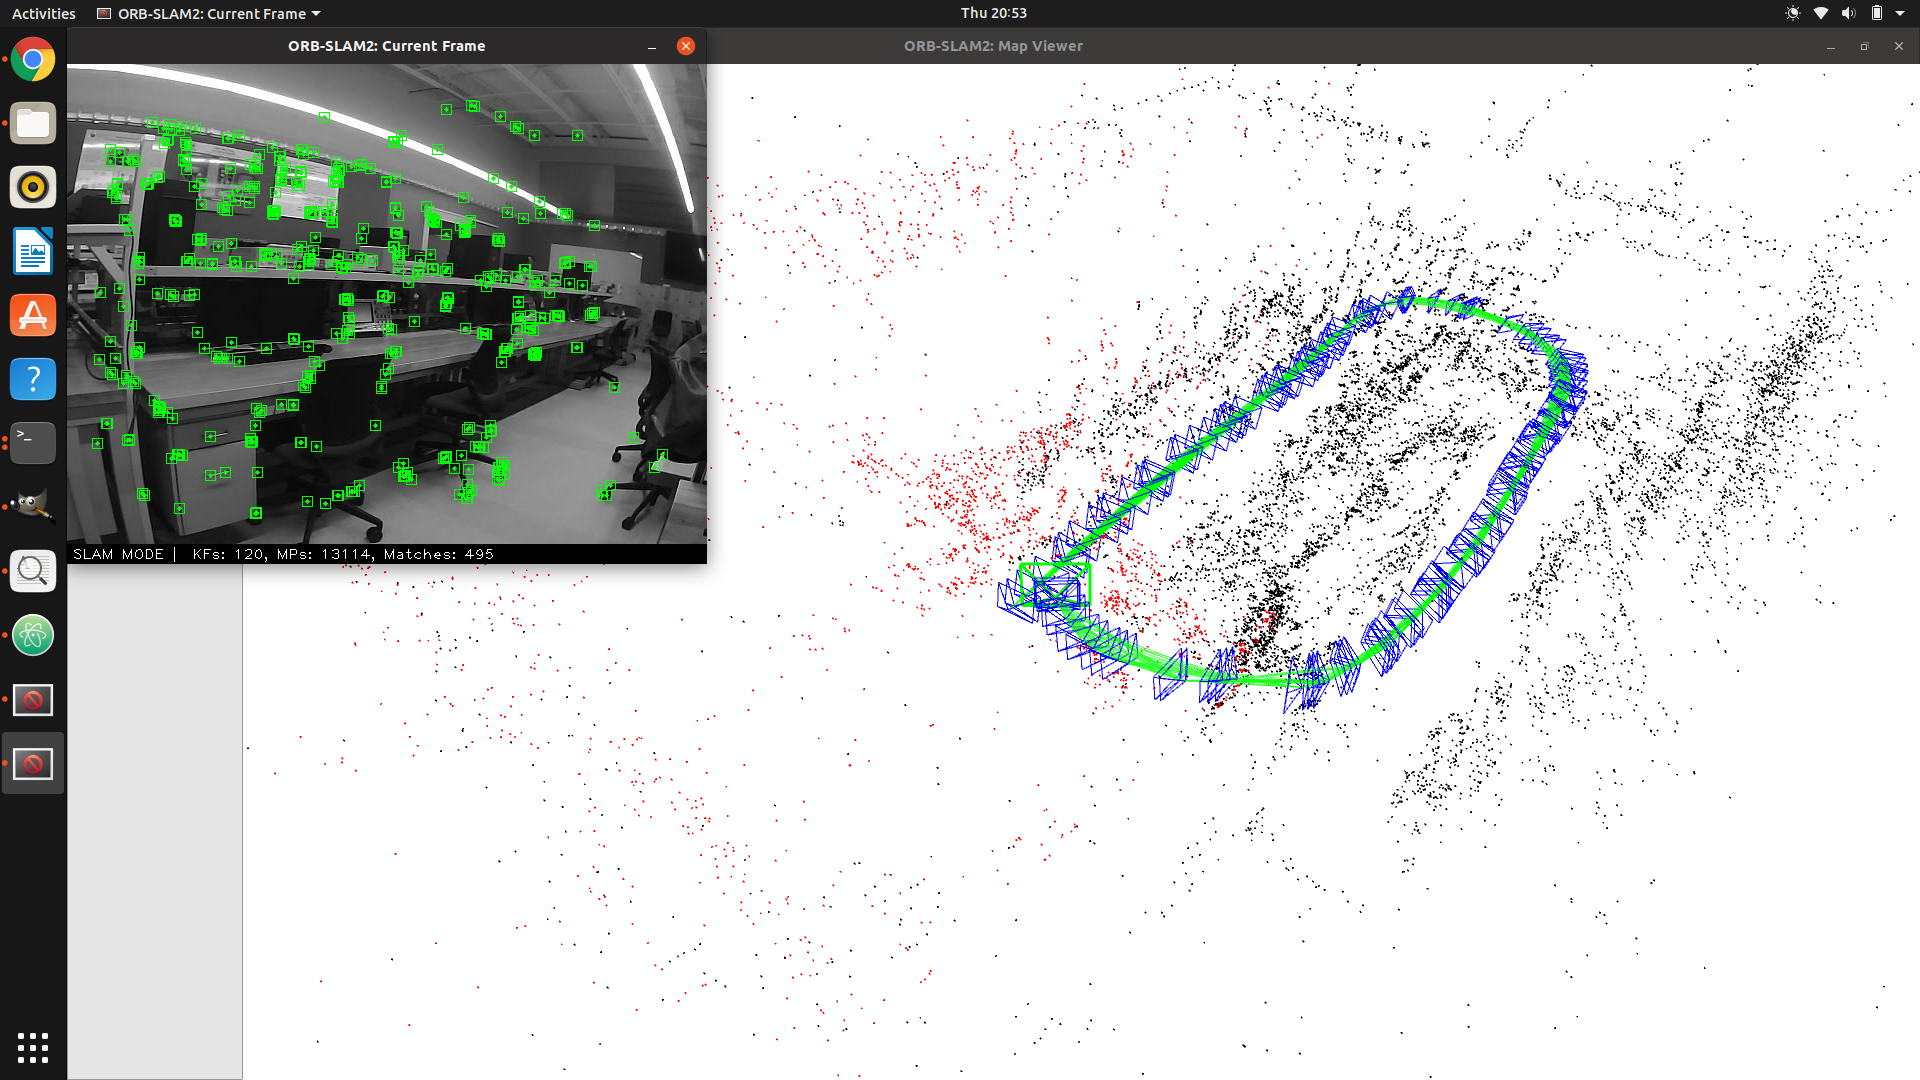 Activities
ORB-SLAM2: Current Frame
Thu 20:53
ORB-SLAM2: Current Frame
ORB-SLAM2: Map Viewer
SLAM MODE |  KFs: 120, MPs: 13114, Matches: 495